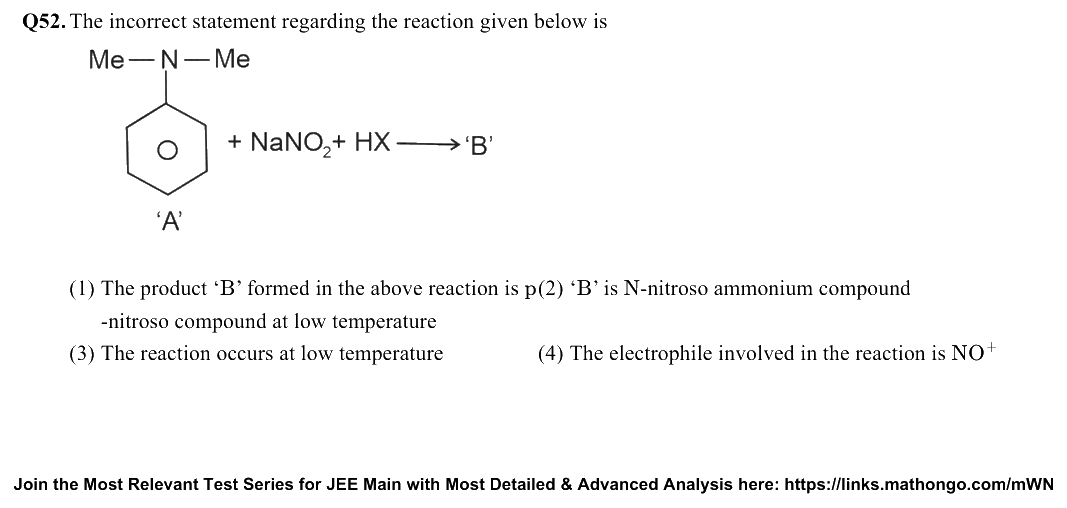 Q52. The incorrect statement regarding the reaction given below is
Me—N—Me
+ NaNO₂+ HX ⟶ ‘B’
‘A’
(1) The product ‘B’ formed in the above reaction is p(2) ‘B’ is N-nitroso ammonium compound
-nitroso compound at low temperature
(3) The reaction occurs at low temperature (4) The electrophile involved in the reaction is NO⁺
Join the Most Relevant Test Series for JEE Main with Most Detailed & Advanced Analysis here: https://links.mathongo.com/mWN